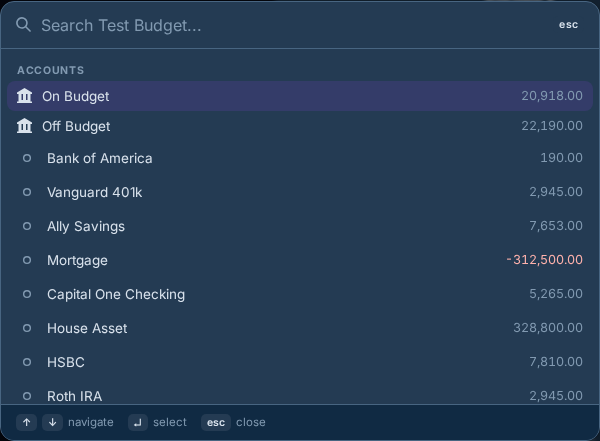 Search Test Budget... esc
ACCOUNTS
On Budget 20,918.00
Off Budget 22,190.00
Bank of America 190.00
Vanguard 401k 2,945.00
Ally Savings 7,653.00
Mortgage -312,500.00
Capital One Checking 5,265.00
House Asset 328,800.00
HSBC 7,810.00
Roth IRA 2,945.00
↑ ↓ navigate ↵ select esc close